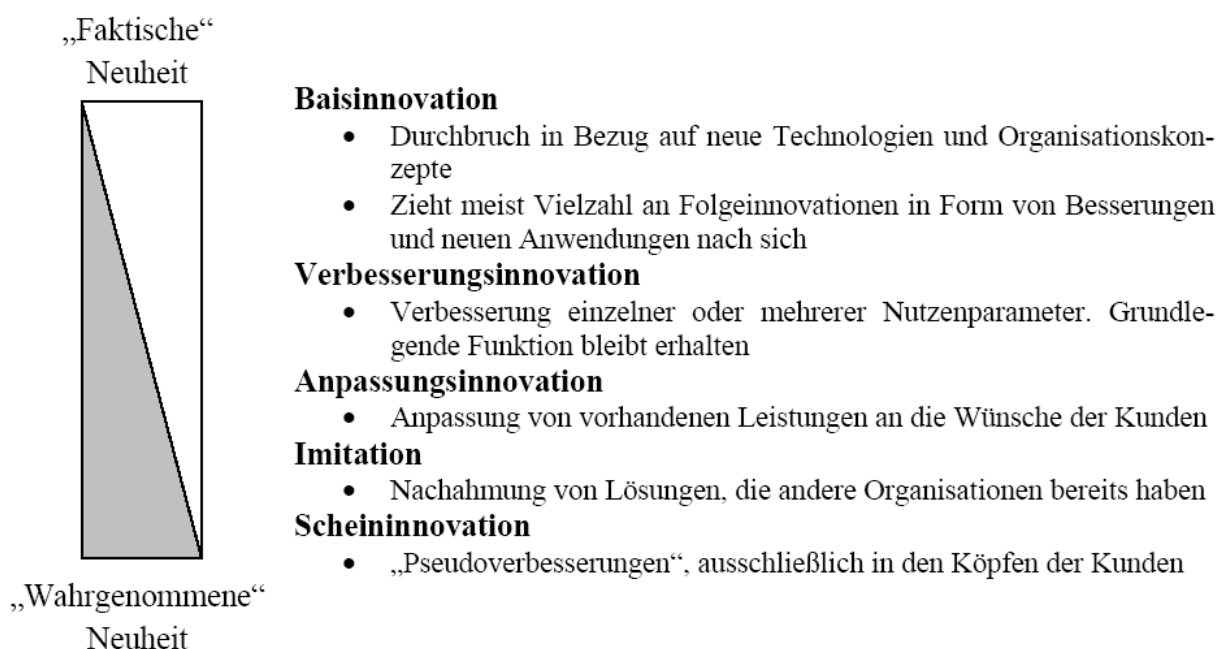 „Faktische“
Neuheit
Baisinnovation
• Durchbruch in Bezug auf neue Technologien und Organisationskon-
zepte
• Zieht meist Vielzahl an Folgeinnovationen in Form von Besserungen
und neuen Anwendungen nach sich
Verbesserungsinnovation
• Verbesserung einzelner oder mehrerer Nutzenparameter. Grundle-
gende Funktion bleibt erhalten
Anpassungsinnovation
• Anpassung von vorhandenen Leistungen an die Wünsche der Kunden
Imitation
• Nachahmung von Lösungen, die andere Organisationen bereits haben
Scheininnovation
• „Pseudoverbesserungen“, ausschließlich in den Köpfen der Kunden
„Wahrgenommene“
Neuheit